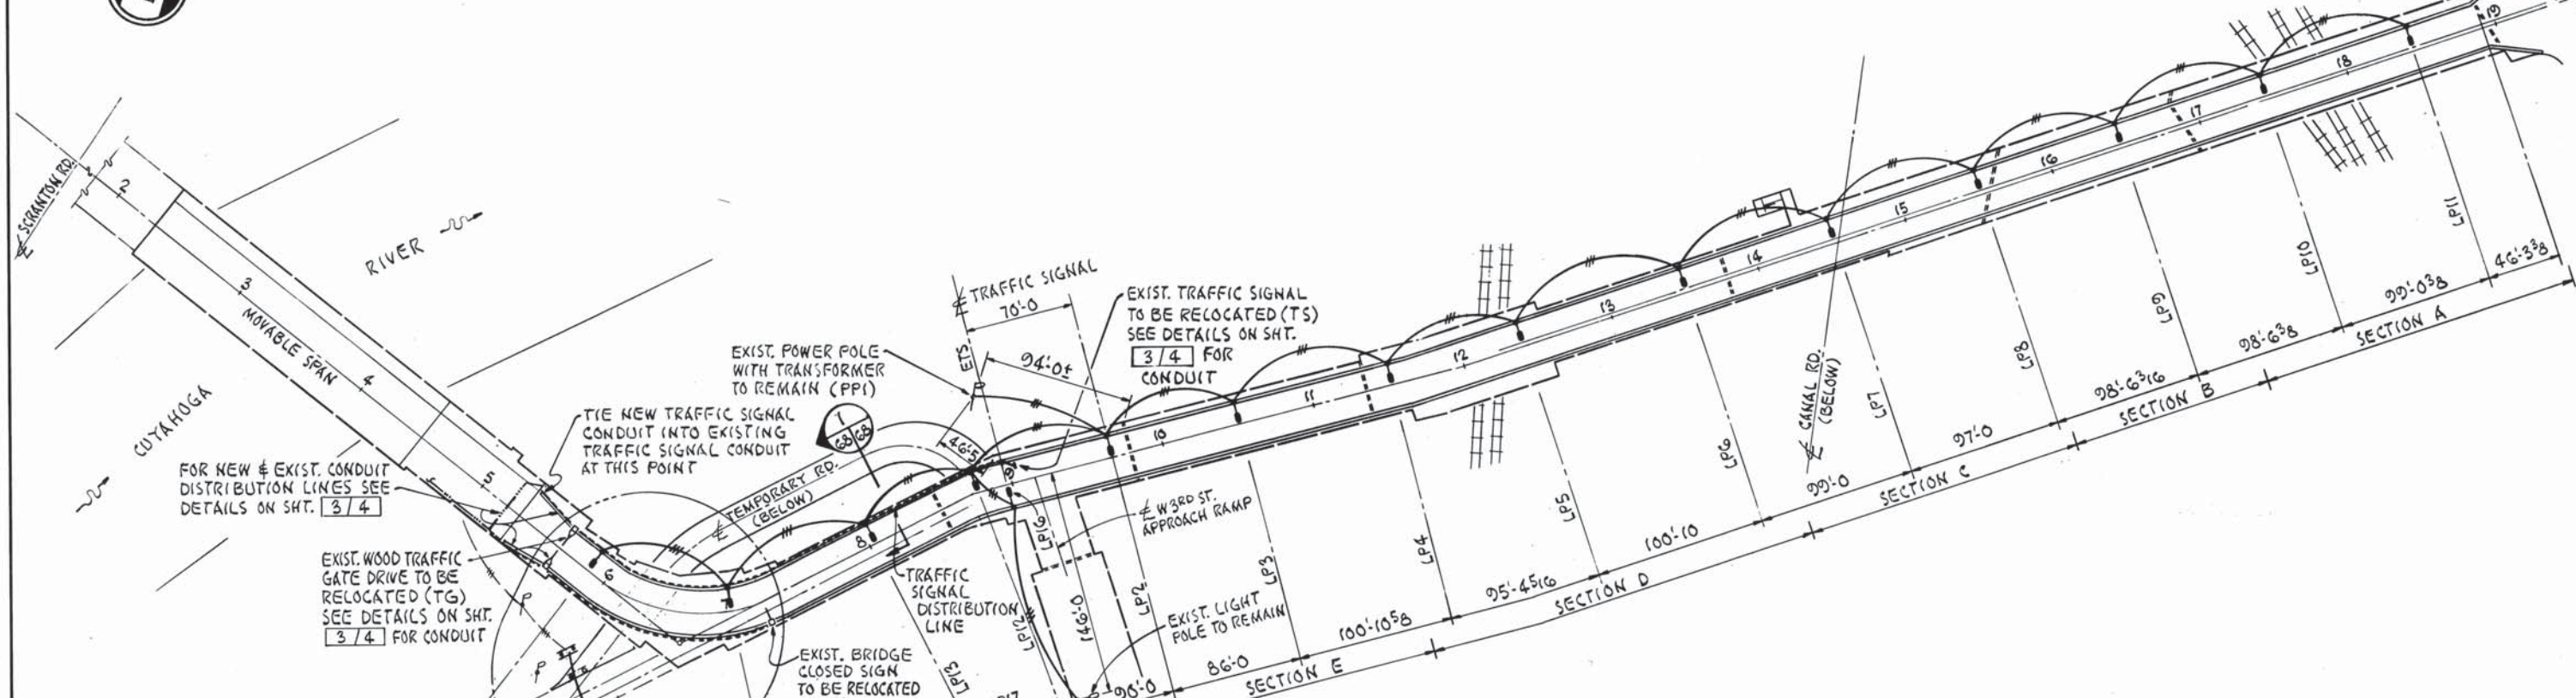 ℄ SCRANTON RD.
2
3
MOVABLE SPAN
4
5
6
7
8
9
10
11
12
13
14
15
16
17
18
19
RIVER
CUYAHOGA
FOR NEW & EXIST. CONDUIT
DISTRIBUTION LINES SEE
DETAILS ON SHT. 3/4
TIE NEW TRAFFIC SIGNAL
CONDUIT INTO EXISTING
TRAFFIC SIGNAL CONDUIT
AT THIS POINT
EXIST. WOOD TRAFFIC
GATE DRIVE TO BE
RELOCATED (TG)
SEE DETAILS ON SHT.
3/4 FOR CONDUIT
EXIST. POWER POLE
WITH TRANSFORMER
TO REMAIN (PP1)
1
68 68
℄ TEMPORARY RD.
(BELOW)
46'-5
℄ TRAFFIC SIGNAL
70'-0
ETS
94'-0±
EXIST. TRAFFIC SIGNAL
TO BE RELOCATED (TS)
SEE DETAILS ON SHT.
3/4 FOR
CONDUIT
℄ W 3RD ST.
APPROACH RAMP
TRAFFIC
SIGNAL
DISTRIBUTION
LINE
EXIST. BRIDGE
CLOSED SIGN
TO BE RELOCATED
EXIST. LIGHT
POLE TO REMAIN
℄ CANAL RD.
(BELOW)
LP13
LP12
LP16
146'-0
LP2
LP3
LP4
LP5
LP6
LP7
LP8
LP9
LP10
LP11
90'-0
86'-0
100'-10 5/8
95'-4 5/16
100'-10
99'-0
97'-0
98'-6 3/16
98'-6 3/8
99'-0 3/8
46'-3 3/8
SECTION E
SECTION D
SECTION C
SECTION B
SECTION A